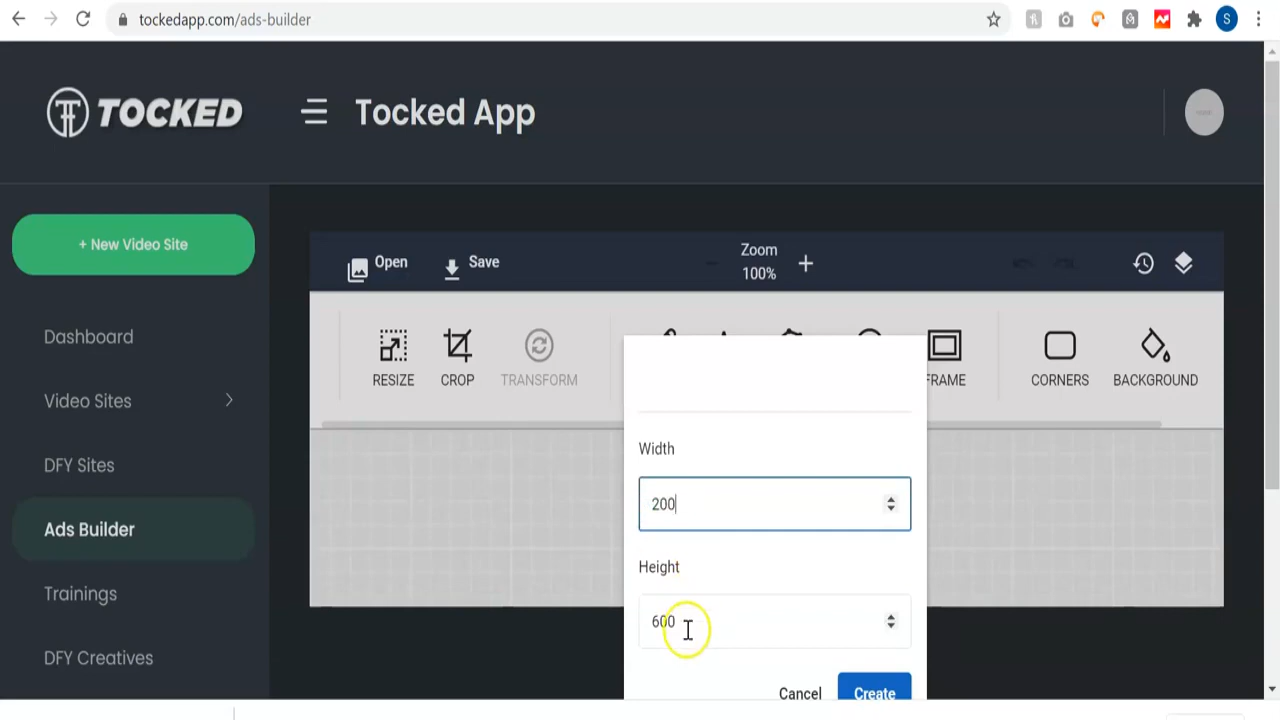 tockedapp.com/ads-builder
S
TOCKED
Tocked App
+ New Video Site
Open
Save
Zoom
100%
Dashboard
RESIZE
CROP
TRANSFORM
FRAME
CORNERS
BACKGROUND
Video Sites
Width
DFY Sites
200
Ads Builder
Height
Trainings
600
DFY Creatives
Cancel
Create